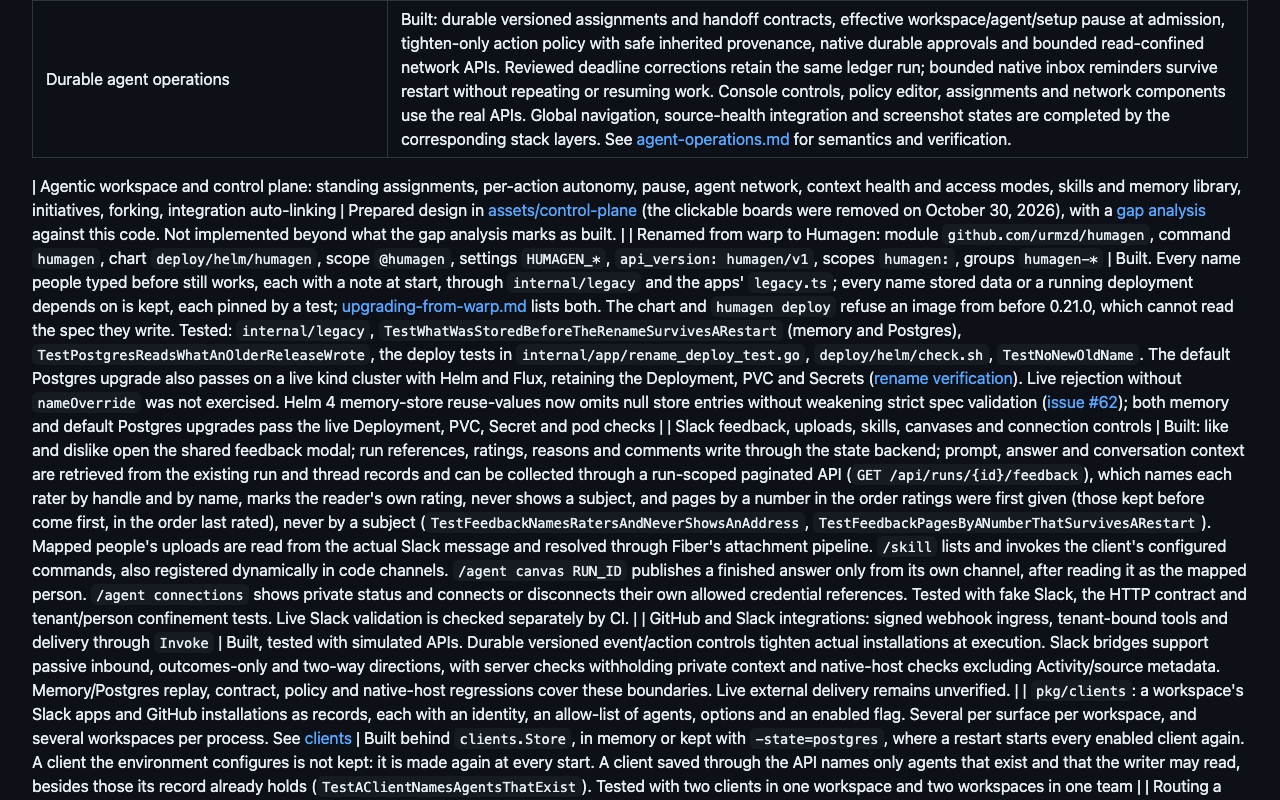 Durable agent operations
Built: durable versioned assignments and handoff contracts, effective workspace/agent/setup pause at admission,
tighten-only action policy with safe inherited provenance, native durable approvals and bounded read-confined
network APIs. Reviewed deadline corrections retain the same ledger run; bounded native inbox reminders survive
restart without repeating or resuming work. Console controls, policy editor, assignments and network components
use the real APIs. Global navigation, source-health integration and screenshot states are completed by the
corresponding stack layers. See agent-operations.md for semantics and verification.
| Agentic workspace and control plane: standing assignments, per-action autonomy, pause, agent network, context health and access modes, skills and memory library,
initiatives, forking, integration auto-linking | Prepared design in assets/control-plane (the clickable boards were removed on October 30, 2026), with a gap analysis
against this code. Not implemented beyond what the gap analysis marks as built. | | Renamed from warp to Humagen: module github.com/urmzd/humagen , command
humagen , chart deploy/helm/humagen , scope @humagen , settings HUMAGEN_* , api_version: humagen/v1 , scopes humagen: , groups humagen-* | Built. Every name
people typed before still works, each with a note at start, through internal/legacy and the apps' legacy.ts ; every name stored data or a running deployment
depends on is kept, each pinned by a test; upgrading-from-warp.md lists both. The chart and humagen deploy refuse an image from before 0.21.0, which cannot read
the spec they write. Tested: internal/legacy , TestWhatWasStoredBeforeTheRenameSurvivesARestart (memory and Postgres),
TestPostgresReadsWhatAnOlderReleaseWrote , the deploy tests in internal/app/rename_deploy_test.go , deploy/helm/check.sh , TestNoNewOldName . The default
Postgres upgrade also passes on a live kind cluster with Helm and Flux, retaining the Deployment, PVC and Secrets (rename verification). Live rejection without
nameOverride was not exercised. Helm 4 memory-store reuse-values now omits null store entries without weakening strict spec validation (issue #62); both memory
and default Postgres upgrades pass the live Deployment, PVC, Secret and pod checks | | Slack feedback, uploads, skills, canvases and connection controls | Built: like
and dislike open the shared feedback modal; run references, ratings, reasons and comments write through the state backend; prompt, answer and conversation context
are retrieved from the existing run and thread records and can be collected through a run-scoped paginated API ( GET /api/runs/{id}/feedback ), which names each
rater by handle and by name, marks the reader's own rating, never shows a subject, and pages by a number in the order ratings were first given (those kept before
come first, in the order last rated), never by a subject ( TestFeedbackNamesRatersAndNeverShowsAnAddress , TestFeedbackPagesByANumberThatSurvivesARestart ).
Mapped people's uploads are read from the actual Slack message and resolved through Fiber's attachment pipeline. /skill lists and invokes the client's configured
commands, also registered dynamically in code channels. /agent canvas RUN_ID publishes a finished answer only from its own channel, after reading it as the mapped
person. /agent connections shows private status and connects or disconnects their own allowed credential references. Tested with fake Slack, the HTTP contract and
tenant/person confinement tests. Live Slack validation is checked separately by CI. | | GitHub and Slack integrations: signed webhook ingress, tenant-bound tools and
delivery through Invoke | Built, tested with simulated APIs. Durable versioned event/action controls tighten actual installations at execution. Slack bridges support
passive inbound, outcomes-only and two-way directions, with server checks withholding private context and native-host checks excluding Activity/source metadata.
Memory/Postgres replay, contract, policy and native-host regressions cover these boundaries. Live external delivery remains unverified. | | pkg/clients : a workspace's
Slack apps and GitHub installations as records, each with an identity, an allow-list of agents, options and an enabled flag. Several per surface per workspace, and
several workspaces per process. See clients | Built behind clients.Store , in memory or kept with -state=postgres , where a restart starts every enabled client again.
A client the environment configures is not kept: it is made again at every start. A client saved through the API names only agents that exist and that the writer may read,
besides those its record already holds ( TestAClientNamesAgentsThatExist ). Tested with two clients in one workspace and two workspaces in one team | | Routing a